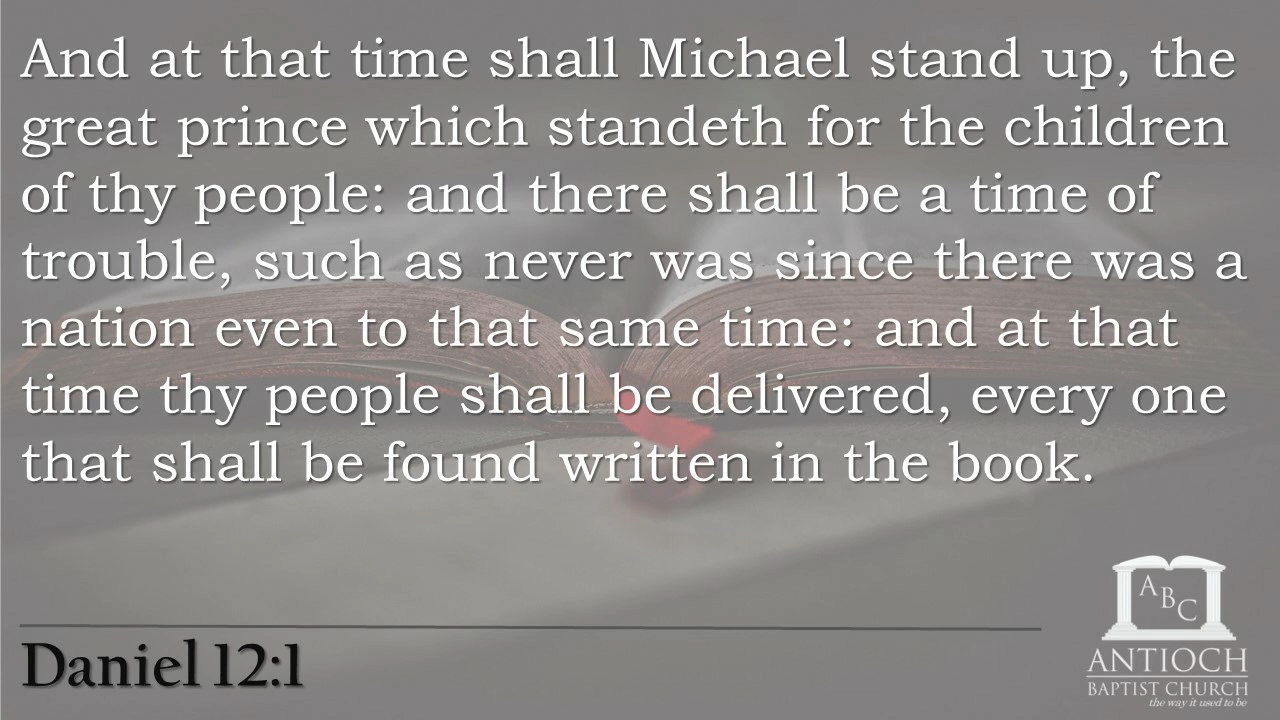 And at that time shall Michael stand up, the
great prince which standeth for the children
of thy people: and there shall be a time of
trouble, such as never was since there was a
nation even to that same time: and at that
time thy people shall be delivered, every one
that shall be found written in the book.
Daniel 12:1
ABC
ANTIOCH
BAPTIST CHURCH
the way it used to be